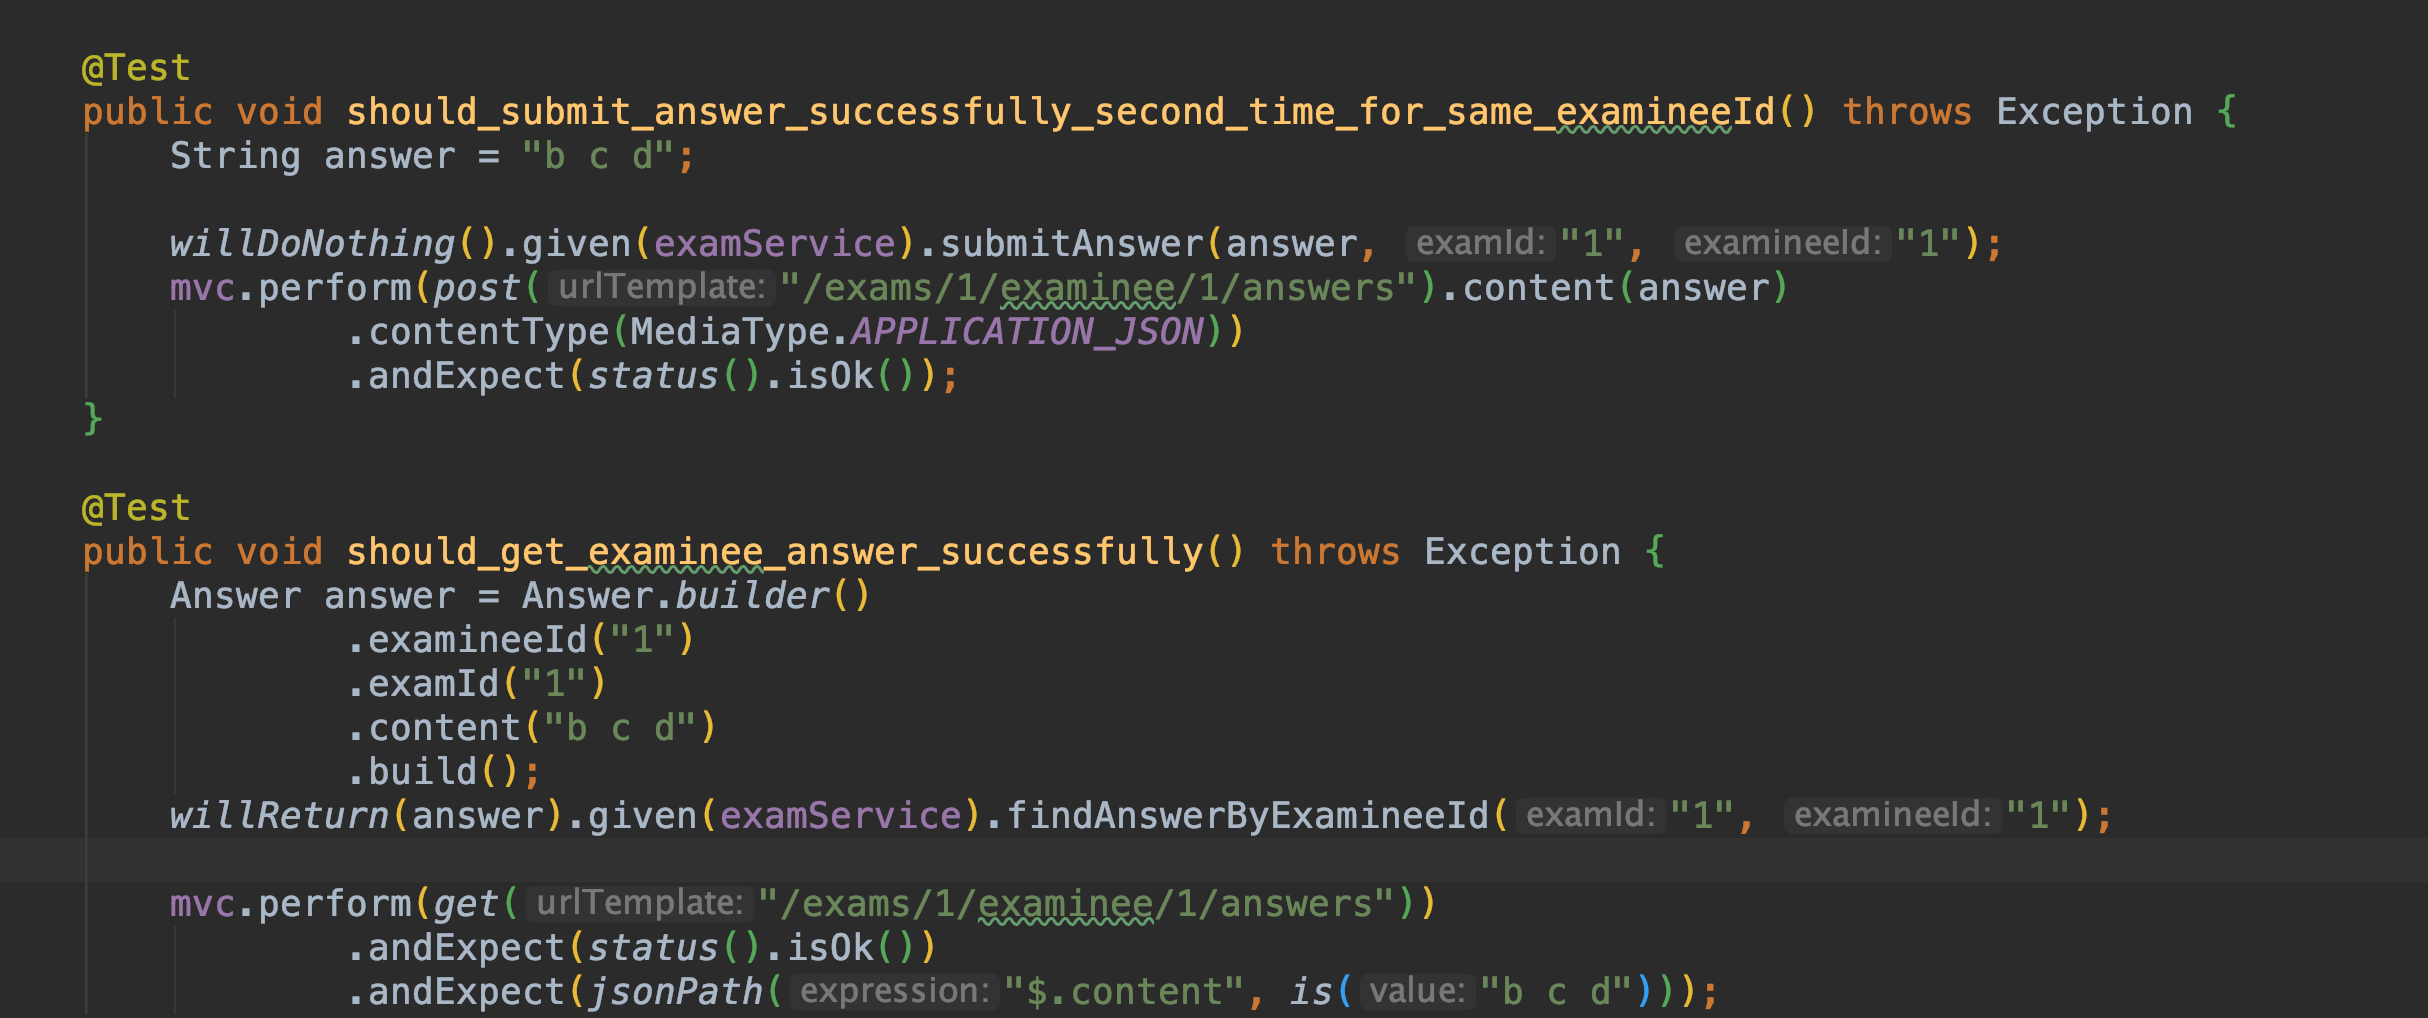 @Test
public void should_submit_answer_successfully_second_time_for_same_examineeId() throws Exception {
String answer = "b c d";
willDoNothing().given(examService).submitAnswer(answer, examId: "1", examineeId: "1");
mvc.perform(post( urlTemplate: "/exams/1/examinee/1/answers").content(answer)
.contentType(MediaType.APPLICATION_JSON))
.andExpect(status().isOk());
}
@Test
public void should_get_examinee_answer_successfully() throws Exception {
Answer answer = Answer.builder()
.examineeId("1")
.examId("1")
.content("b c d")
.build();
willReturn(answer).given(examService).findAnswerByExamineeId( examId: "1", examineeId: "1");
mvc.perform(get( urlTemplate: "/exams/1/examinee/1/answers"))
.andExpect(status().isOk())
.andExpect(jsonPath( expression: "$.content", is( value: "b c d")));